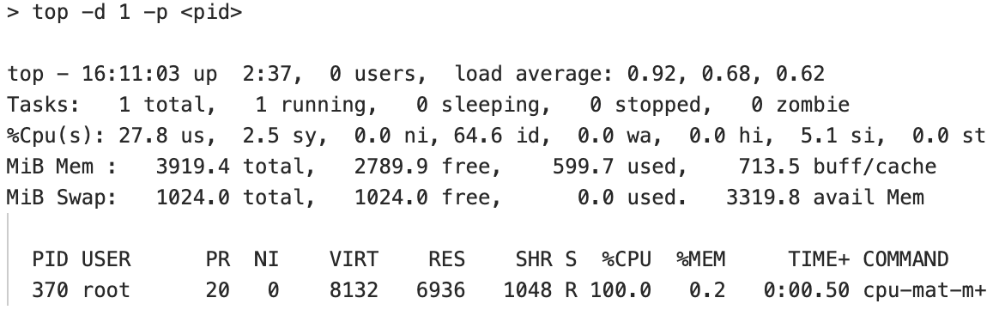 > top -d 1 -p <pid>
top - 16:11:03 up  2:37,  0 users,  load average: 0.92, 0.68, 0.62
Tasks:   1 total,   1 running,   0 sleeping,   0 stopped,   0 zombie
%Cpu(s): 27.8 us,  2.5 sy,  0.0 ni, 64.6 id,  0.0 wa,  0.0 hi,  5.1 si,  0.0 st
MiB Mem :   3919.4 total,   2789.9 free,    599.7 used,    713.5 buff/cache
MiB Swap:   1024.0 total,   1024.0 free,      0.0 used.   3319.8 avail Mem
PID USER      PR  NI    VIRT    RES    SHR S  %CPU  %MEM     TIME+ COMMAND
370 root      20   0    8132   6936   1048 R 100.0   0.2   0:00.50 cpu-mat-m+